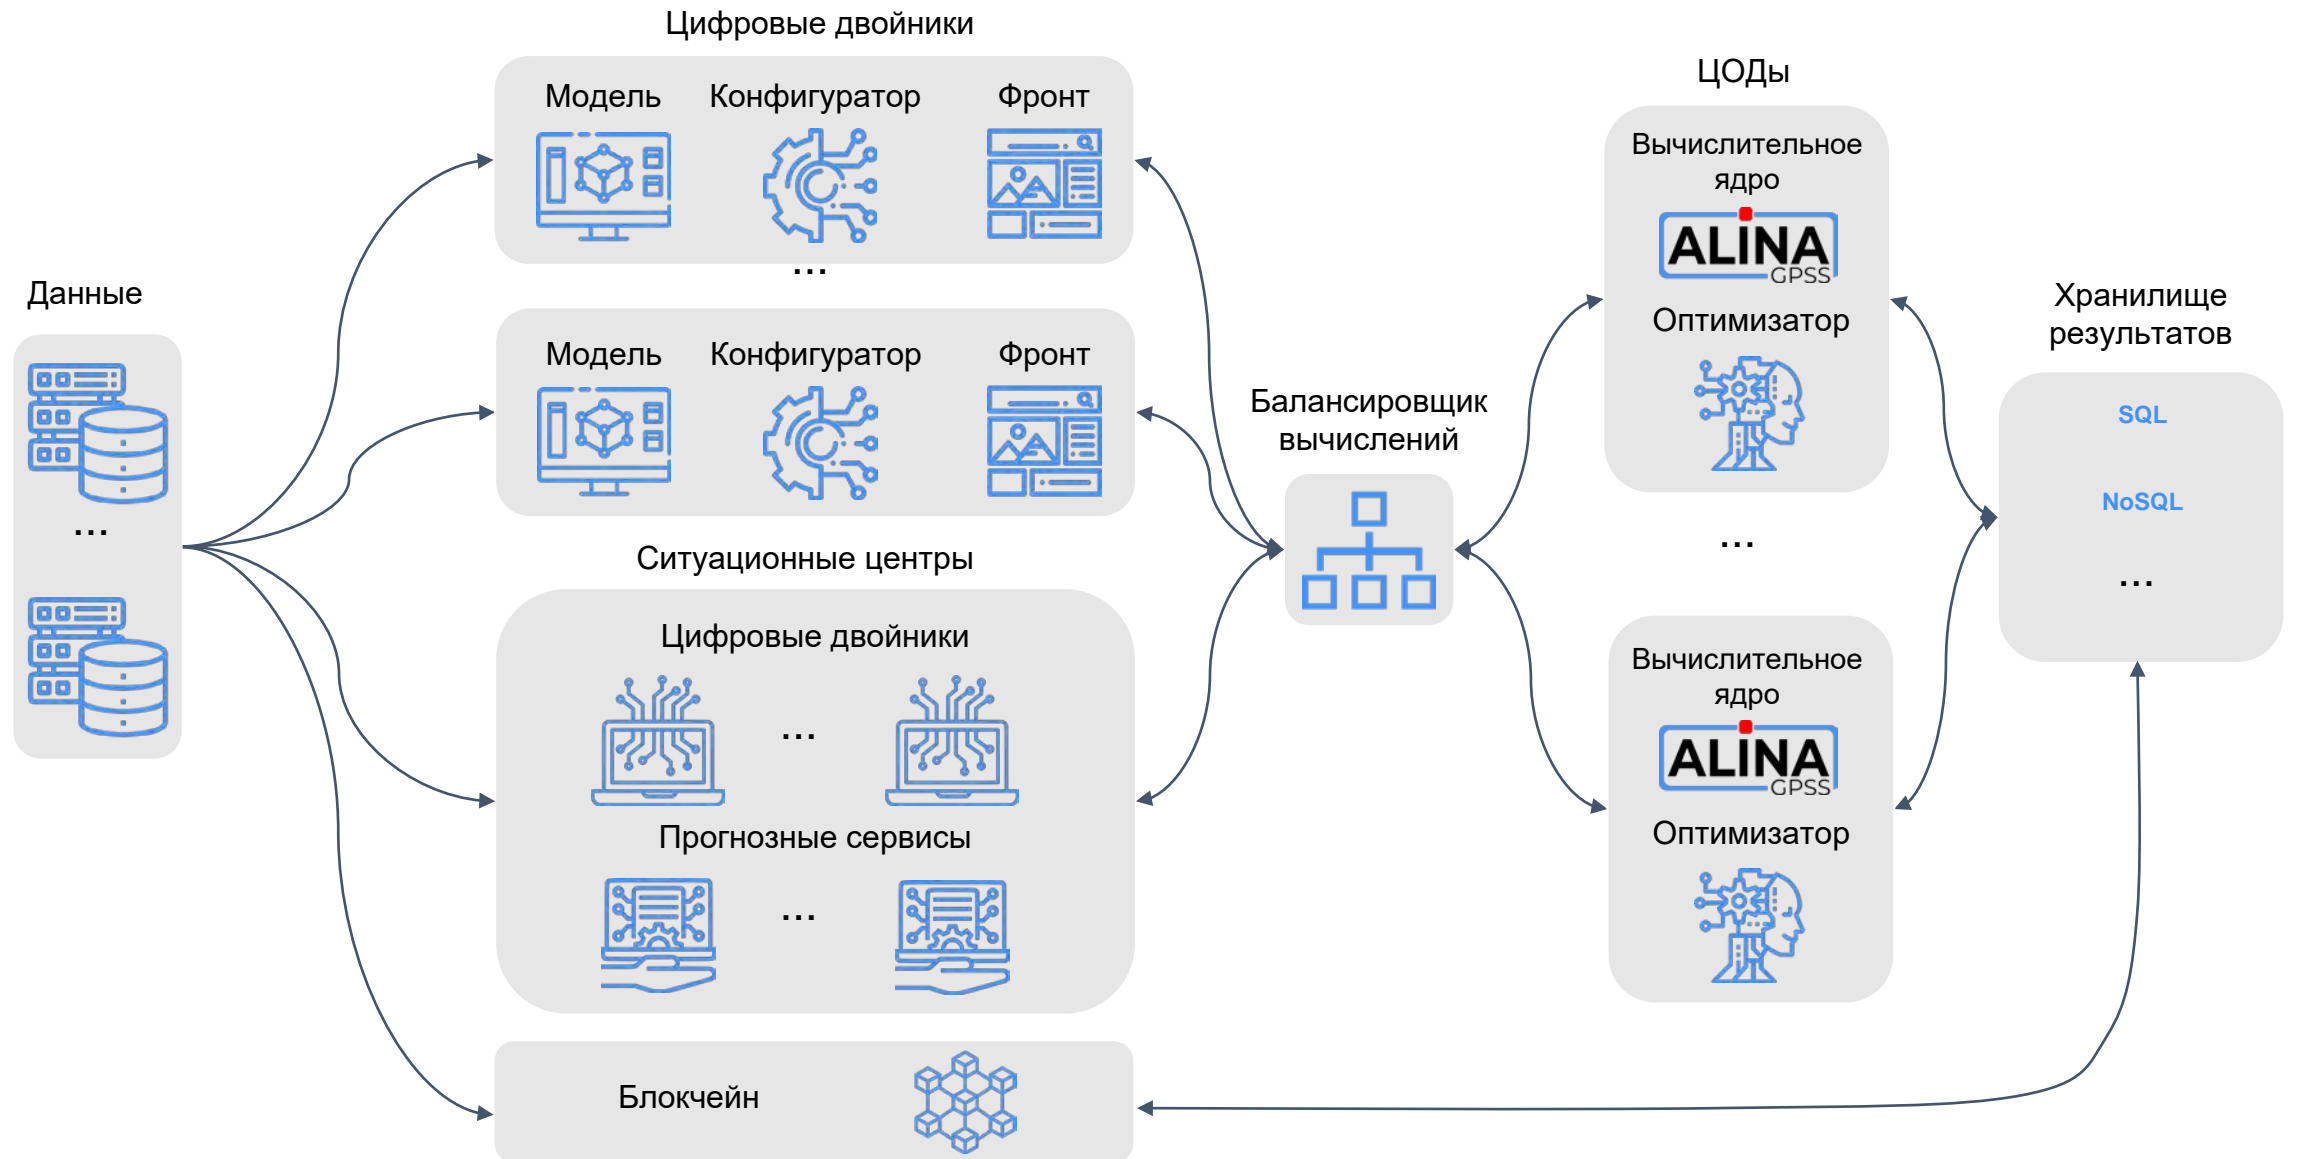 Данные
...
Цифровые двойники
Модель
Конфигуратор
Фронт
...
Модель
Конфигуратор
Фронт
Ситуационные центры
Цифровые двойники
...
Прогнозные сервисы
...
Блокчейн
Балансировщик
вычислений
ЦОДы
Вычислительное
ядро
ALINA
GPSS
Оптимизатор
...
Вычислительное
ядро
ALINA
GPSS
Оптимизатор
Хранилище
результатов
SQL
NoSQL
...